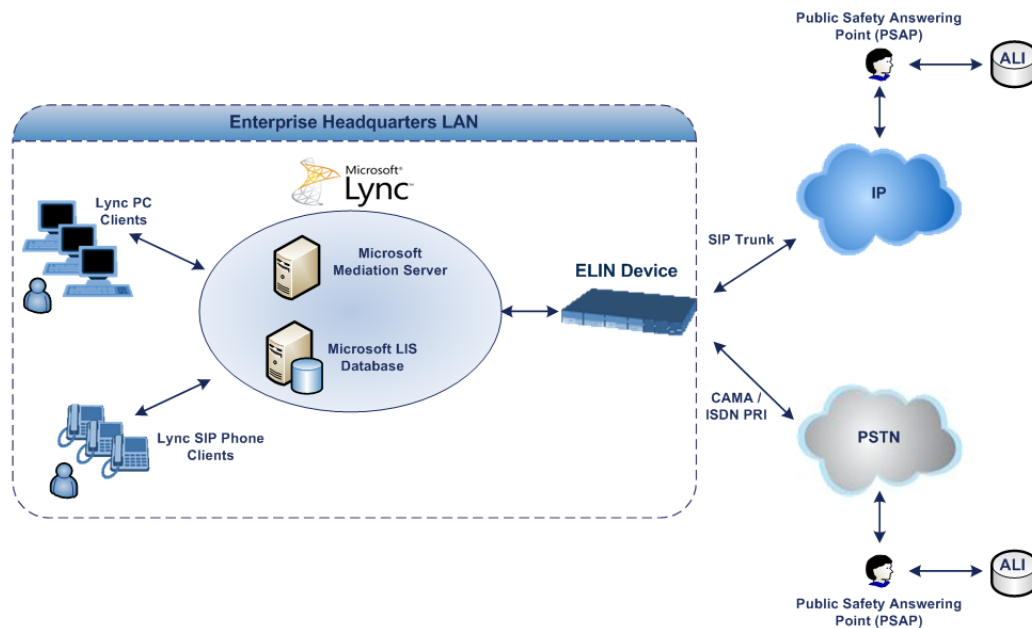 Public Safety Answering
Point (PSAP)
ALI
Enterprise Headquarters LAN
Microsoft®
Lync™
Lync PC
Clients
Microsoft
Mediation Server
ELIN Device
SIP Trunk
IP
Microsoft LIS
Database
CAMA /
ISDN PRI
PSTN
Lync SIP Phone
Clients
ALI
Public Safety Answering
Point (PSAP)